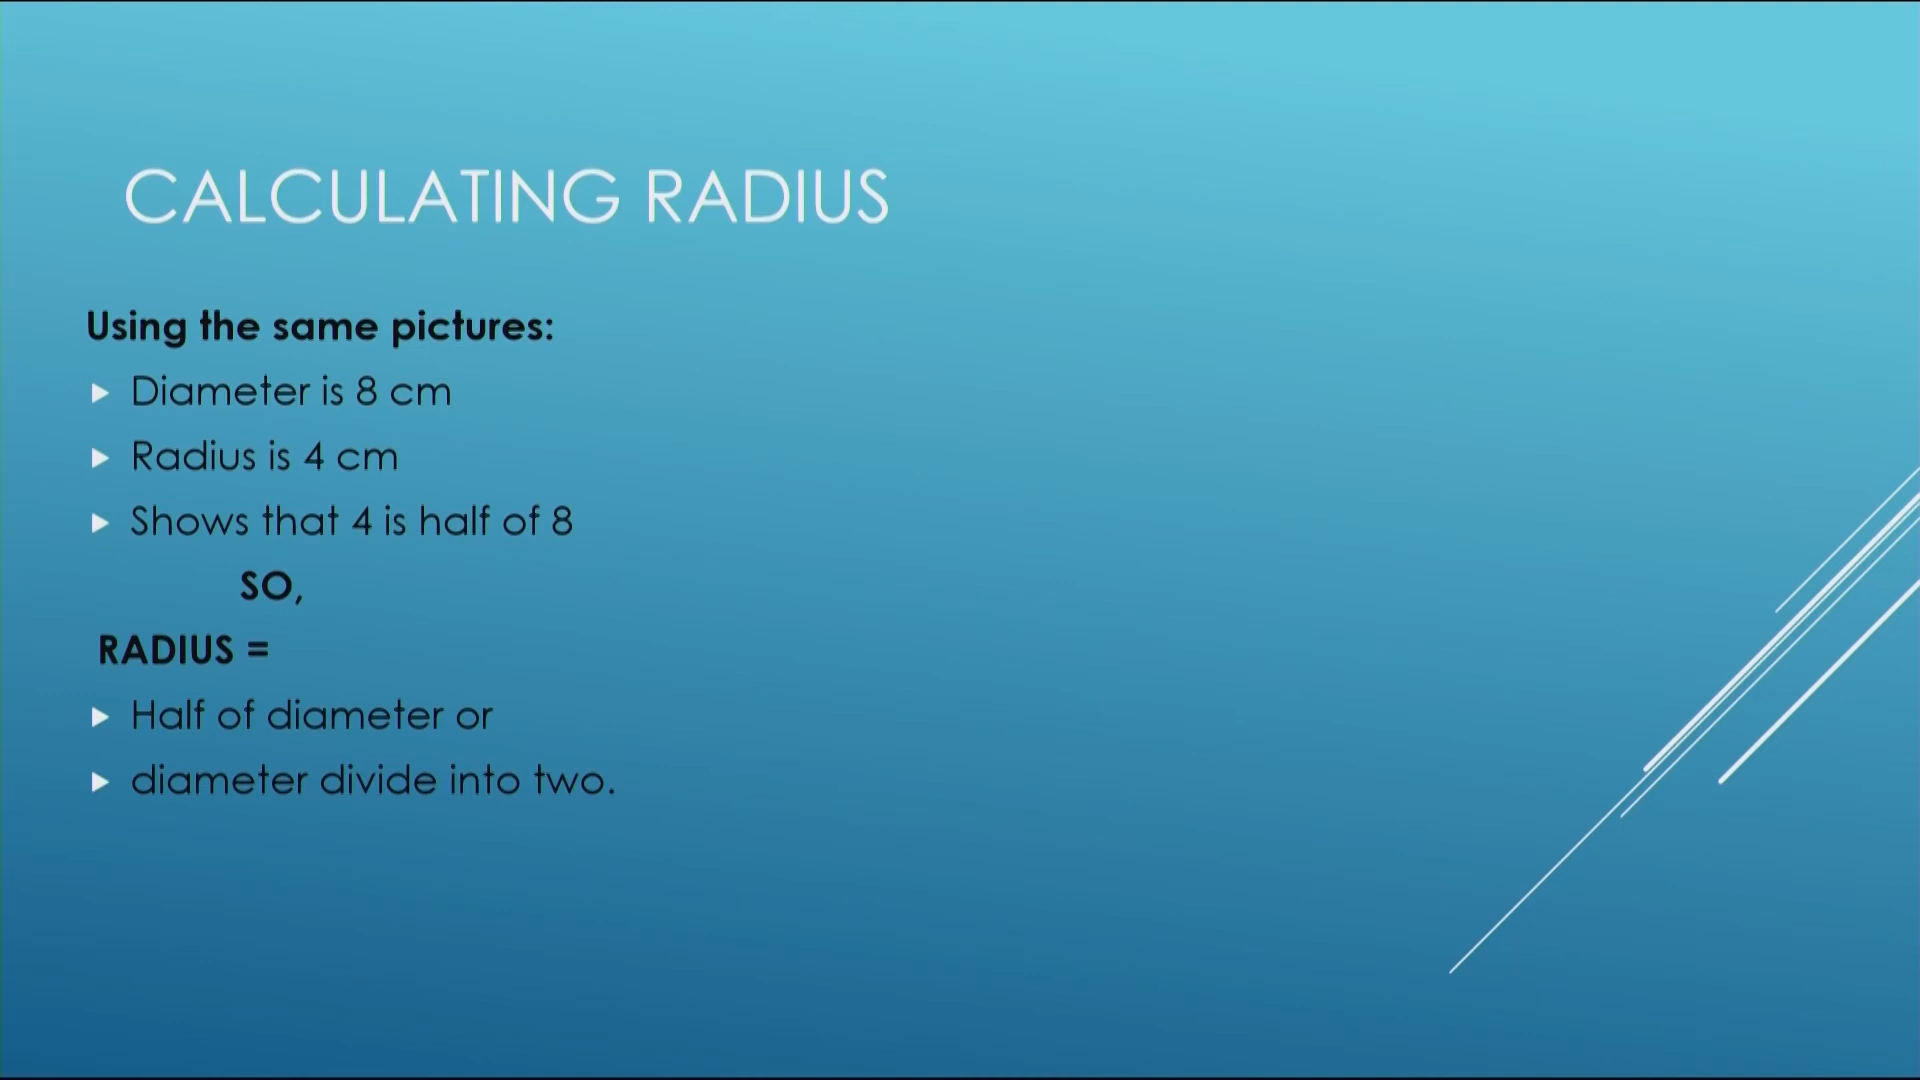 CALCULATING RADIUS
Using the same pictures:
Diameter is 8 cm
Radius is 4 cm
Shows that 4 is half of 8
SO,
RADIUS =
Half of diameter or
diameter divide into two.